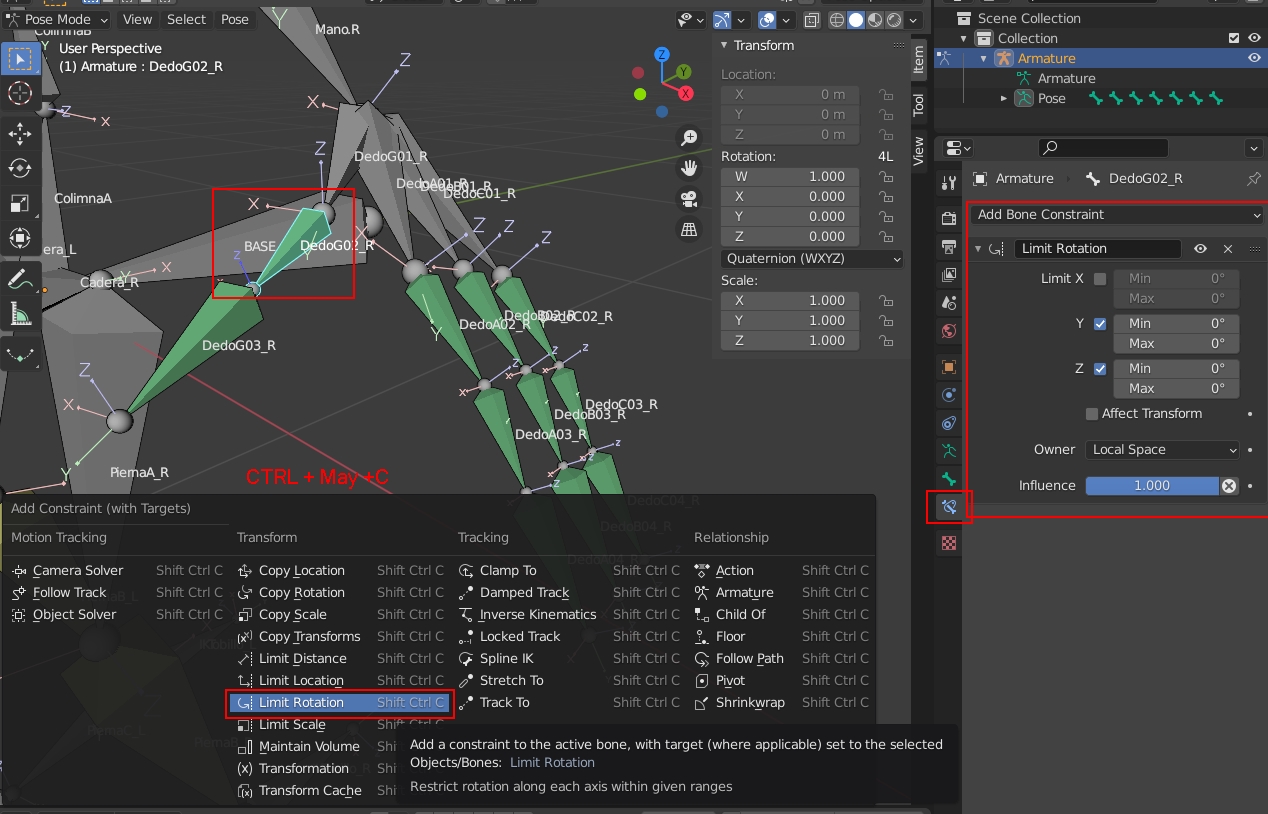 Pose Mode View Select Pose
User Perspective
(1) Armature : DedoG02_R
Mano.R
Z
X
DedoG01_R
DedoC01_R
ColimnaA
BASE
DedoG02_R
Cadera_R
DedoG03_R
DedoA02_R
DedoC02_R
DedoC03_R
DedoB03_R
DedoA03_R
PiernaA_R
CTRL + May +C
Transform
Location:
X 0 m
Y 0 m
Z 0 m
Rotation: 4L
W 1.000
X 0.000
Y 0.000
Z 0.000
Quaternion (WXYZ)
Scale:
X 1.000
Y 1.000
Z 1.000
Item
Tool
View
Scene Collection
Collection
Armature
Armature
Pose
Armature DedoG02_R
Add Bone Constraint
Limit Rotation
Limit X Min 0°
Max 0°
Y Min 0°
Max 0°
Z Min 0°
Max 0°
Affect Transform
Owner Local Space
Influence 1.000
Add Constraint (with Targets)
Motion Tracking Transform Tracking Relationship
Camera Solver Shift Ctrl C Copy Location Shift Ctrl C Clamp To Shift Ctrl C Action Shift Ctrl C
Follow Track Shift Ctrl C Copy Rotation Shift Ctrl C Damped Track Shift Ctrl C Armature Shift Ctrl C
Object Solver Shift Ctrl C Copy Scale Shift Ctrl C Inverse Kinematics Shift Ctrl C Child Of Shift Ctrl C
Copy Transforms Shift Ctrl C Locked Track Shift Ctrl C Floor Shift Ctrl C
Limit Distance Shift Ctrl C Spline IK Shift Ctrl C Follow Path Shift Ctrl C
Limit Location Shift Ctrl C Stretch To Shift Ctrl C Pivot Shift Ctrl C
Limit Rotation Shift Ctrl C Track To Shift Ctrl C Shrinkwrap Shift Ctrl C
Limit Scale Shift Ctrl C
Maintain Volume Shi
Transformation Shi
Transform Cache Shi
Add a constraint to the active bone, with target (where applicable) set to the selected
Objects/Bones: Limit Rotation
Restrict rotation along each axis within given ranges